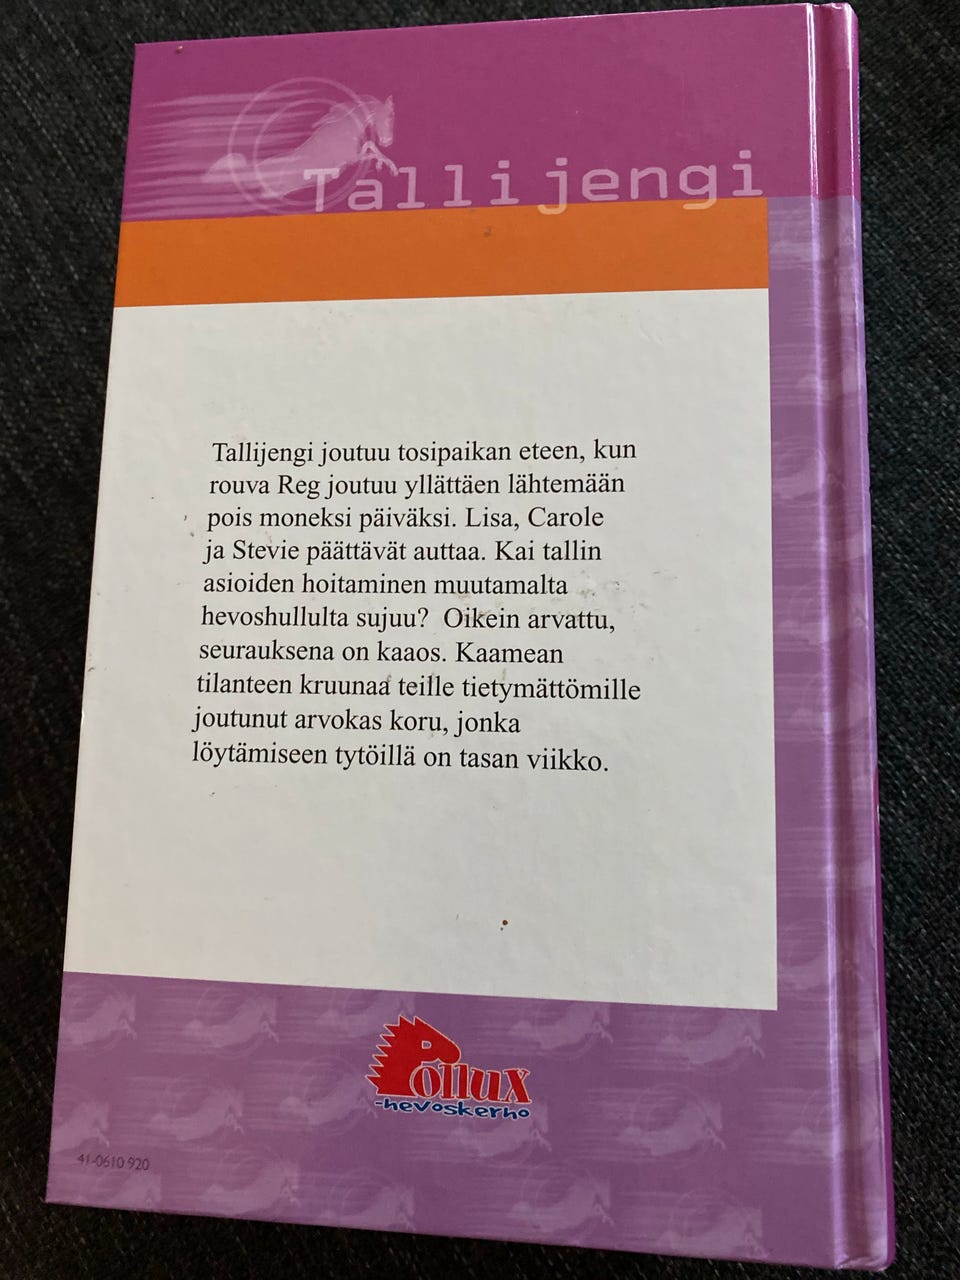 Tallijengi
Tallijengi joutuu tosipaikan eteen, kun
rouva Reg joutuu yllättäen lähtemään
pois moneksi päiväksi. Lisa, Carole
ja Stevie päättävät auttaa. Kai tallin
asioiden hoitaminen muutamalta
hevoshullulta sujuu? Oikein arvattu,
seurauksena on kaaos. Kaamean
tilanteen kruunaa teille tietymättömille
joutunut arvokas koru, jonka
löytämiseen tytöillä on tasan viikko.
Pollux
-hevoskerho
41-0610 920